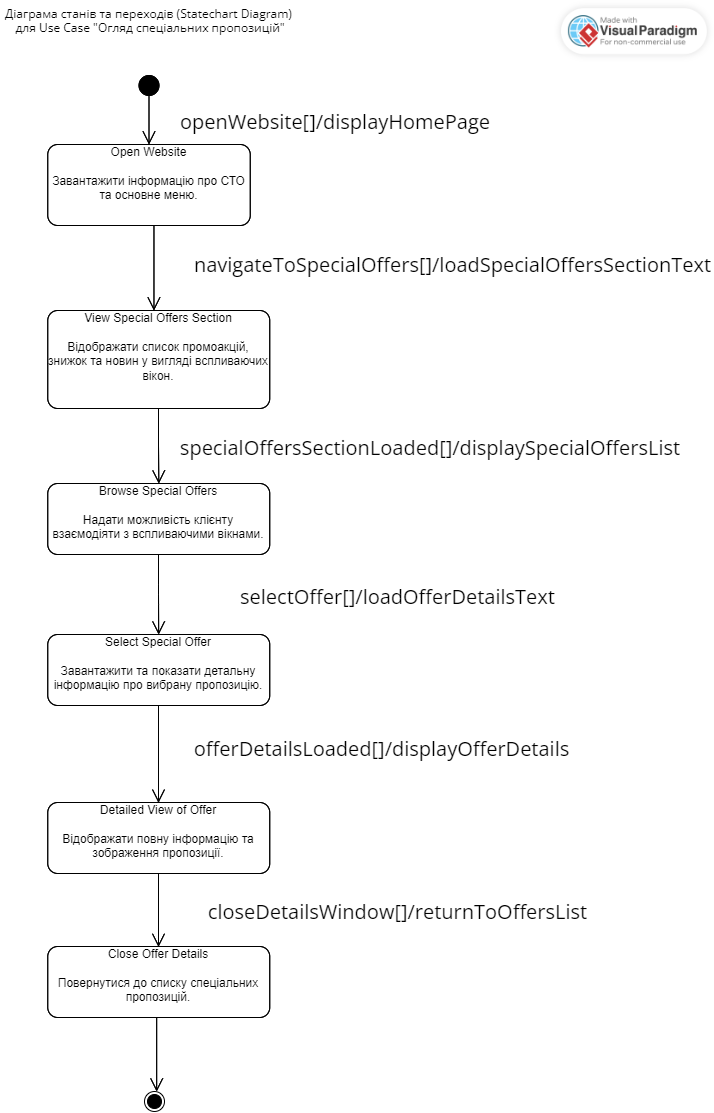 Діаграма станів та переходів (Statechart Diagram)
для Use Case "Огляд спеціальних пропозицій"
Made with
VisualParadigm
For non-commercial use
openWebsite[]/displayHomePage
Open Website
Завантажити інформацію про СТО
та основне меню.
navigateToSpecialOffers[]/loadSpecialOffersSectionText
View Special Offers Section
Відображати список промоакцій,
знижок та новин у вигляді вспливаючих
вікон.
specialOffersSectionLoaded[]/displaySpecialOffersList
Browse Special Offers
Надати можливість клієнту
взаємодіяти з вспливаючими вікнами.
selectOffer[]/loadOfferDetailsText
Select Special Offer
Завантажити та показати детальну
інформацію про вибрану пропозицію.
offerDetailsLoaded[]/displayOfferDetails
Detailed View of Offer
Відображати повну інформацію та
зображення пропозиції.
closeDetailsWindow[]/returnToOffersList
Close Offer Details
Повернутися до списку спеціальних
пропозицій.